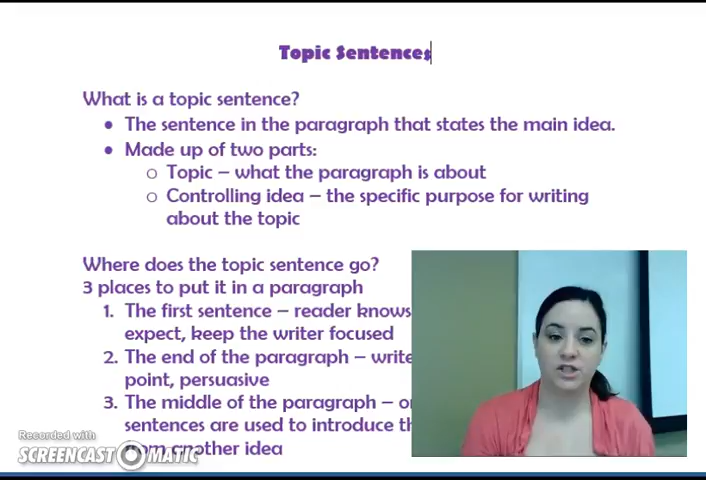 Topic Sentences
What is a topic sentence?
• The sentence in the paragraph that states the main idea.
• Made up of two parts:
o Topic – what the paragraph is about
o Controlling idea – the specific purpose for writing
about the topic
Where does the topic sentence go?
3 places to put it in a paragraph
1. The first sentence – reader knows
expect, keep the writer focused
2. The end of the paragraph – write
point, persuasive
3. The middle of the paragraph –
sentences are used to introduce
from another idea
Recorded with
SCREENCAST MATIC